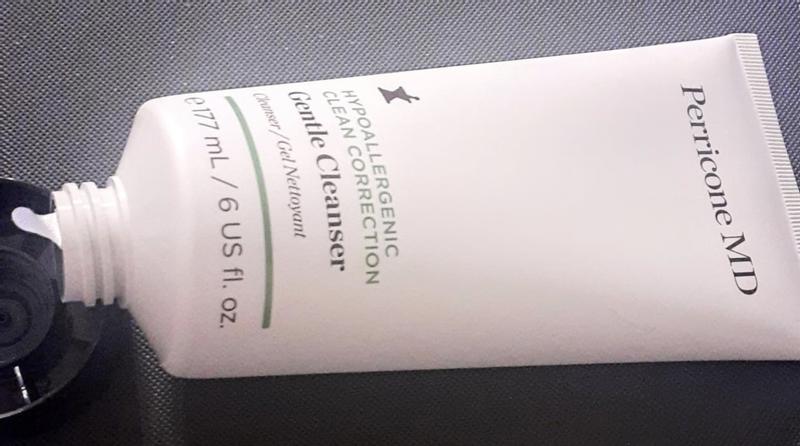 Perricone MD
HYPOALLERGENIC
CLEAN CORRECTION
Gentle Cleanser
Cleanser / Gel Nettoyant
℮ 177 mL / 6 US fl. oz.